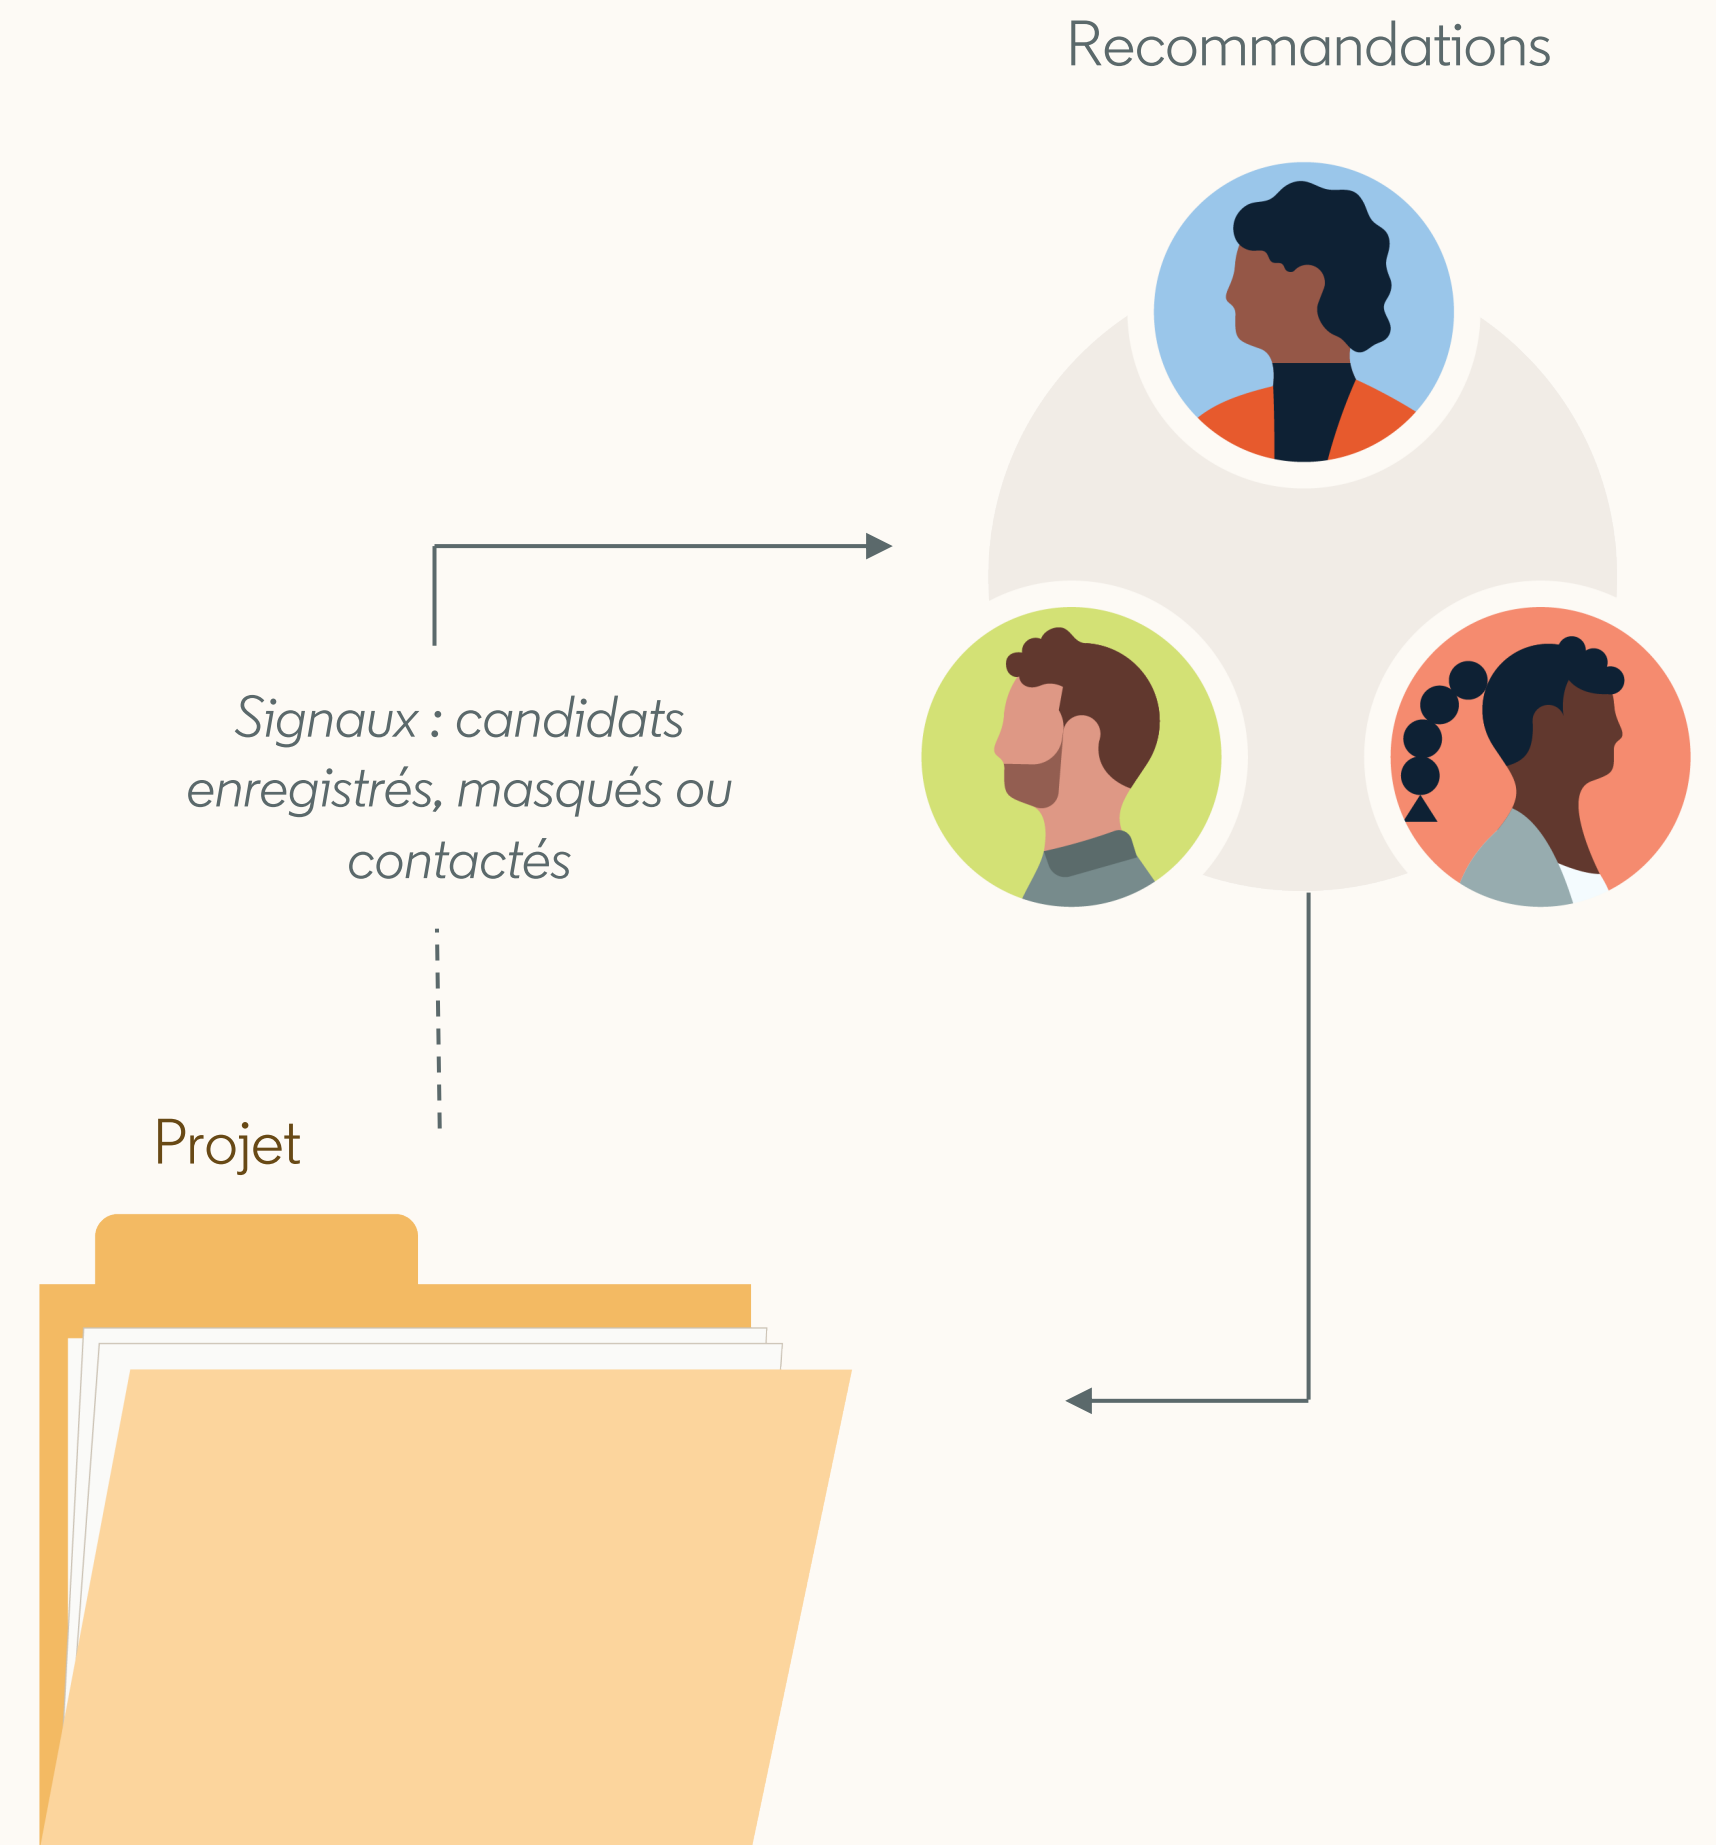 Recommandations
Signaux : candidats
enregistrés, masqués ou
contactés
Projet